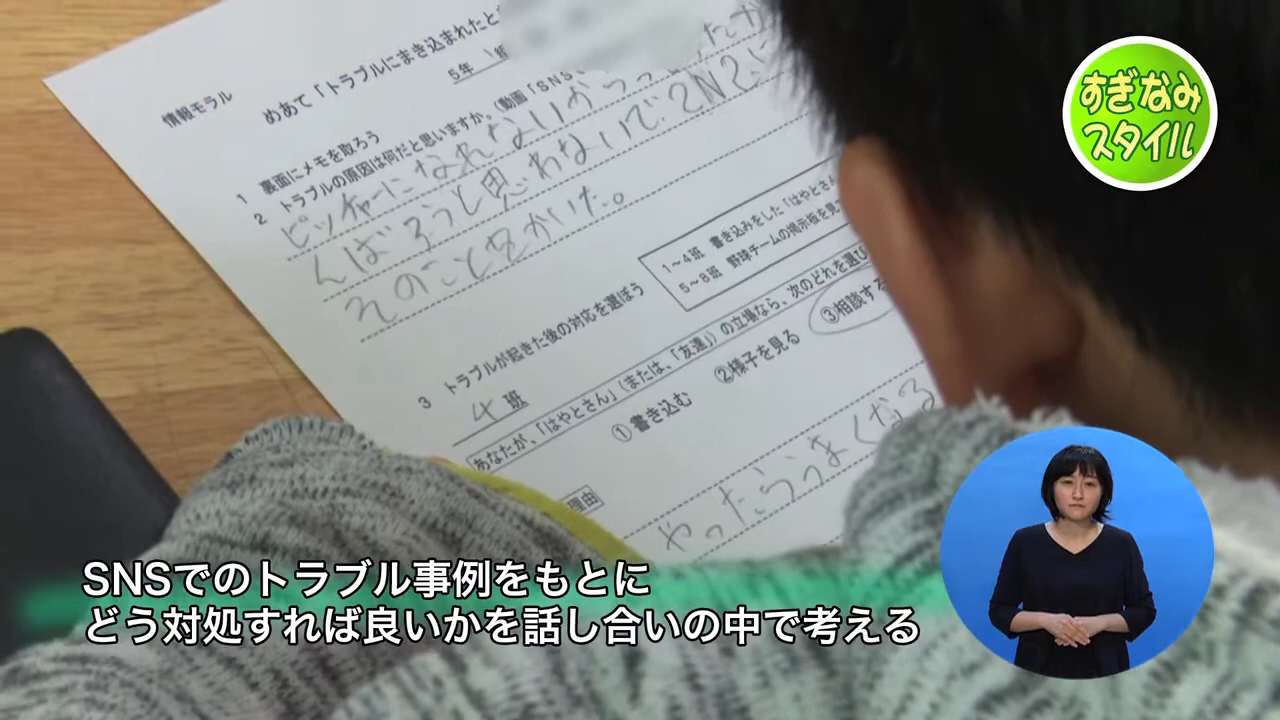 すぎなみ
スタイル
情報モラル
めあて「トラブルにまき込まれたと
5年
1 裏面にメモを取ろう
2 トラブルの原因は何だと思いますか。(動画「SNS
ピッチャーになれないから
んばろうと思わないで、2N2に
そのことをかいた。
1~4班 書き込みをした「はやとさん
5~8班 野球チームの掲示板を見
3 トラブルが起きた後の対応を選ぼう
4班
あなたが、「はやとさん」(または、「友達」)の立場なら、次のどれを選び
①書き込む ②様子を見る ③相談する
理由
やったらうまくなる
SNSでのトラブル事例をもとに
どう対処すれば良いかを話し合いの中で考える